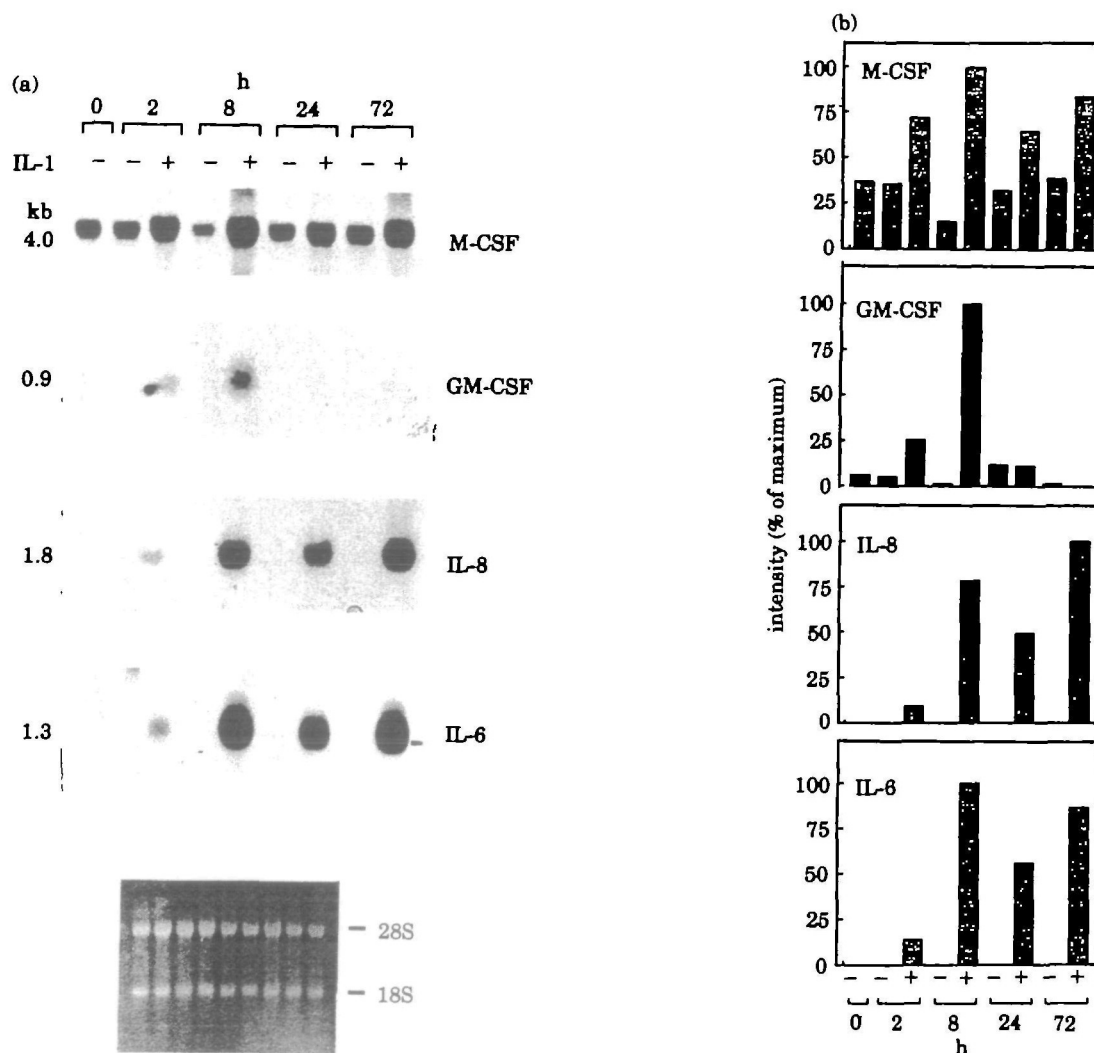 (a)
h
0 2 8 24 72
IL-1 − − + − + − + − +
kb
4.0 M-CSF
0.9 GM-CSF
1.8 IL-8
1.3 IL-6
28S
18S
(b)
intensity (% of maximum)
M-CSF
100
75
50
25
0
GM-CSF
100
75
50
25
0
IL-8
100
75
50
25
0
IL-6
100
75
50
25
0
− − + − + − + − +
0 2 8 24 72
h